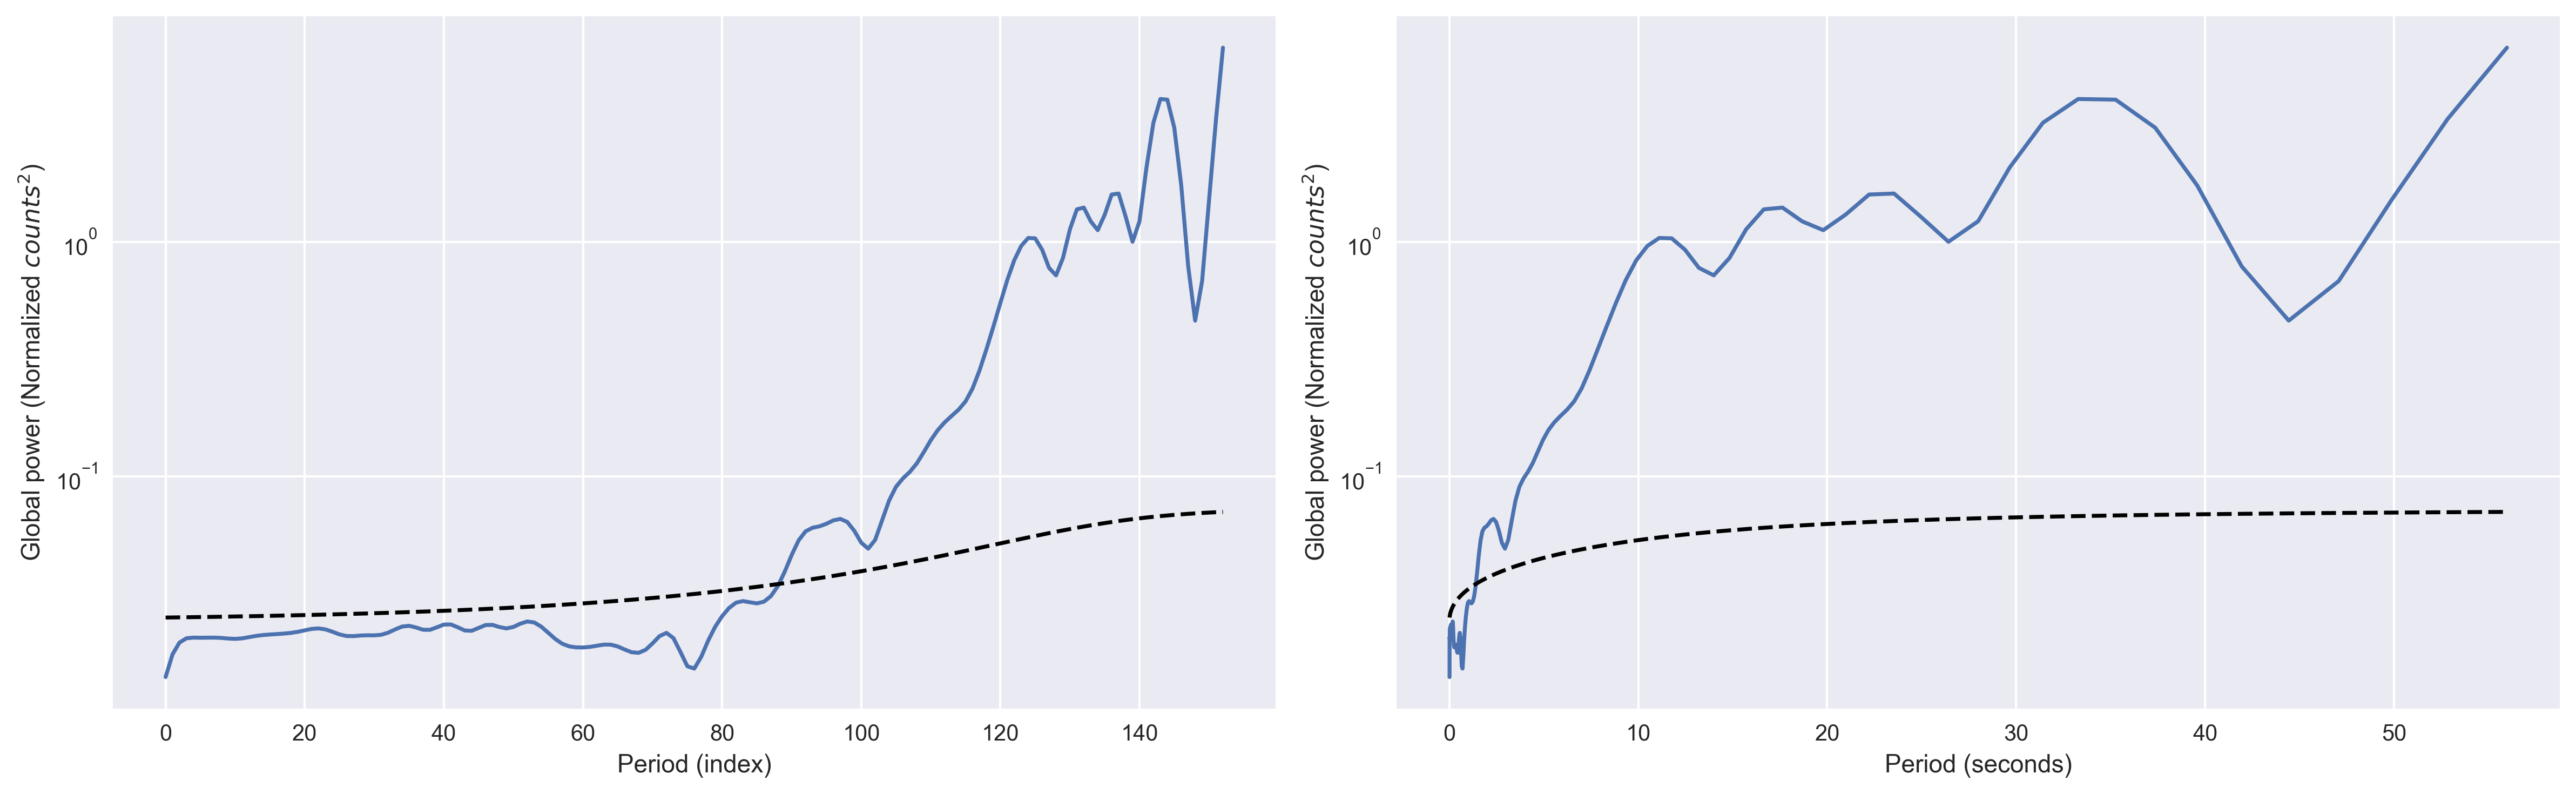 Global power (Normalized counts²)
10⁰
10⁻¹
0 20 40 60 80 100 120 140
Period (index)
Global power (Normalized counts²)
10⁰
10⁻¹
0 10 20 30 40 50
Period (seconds)